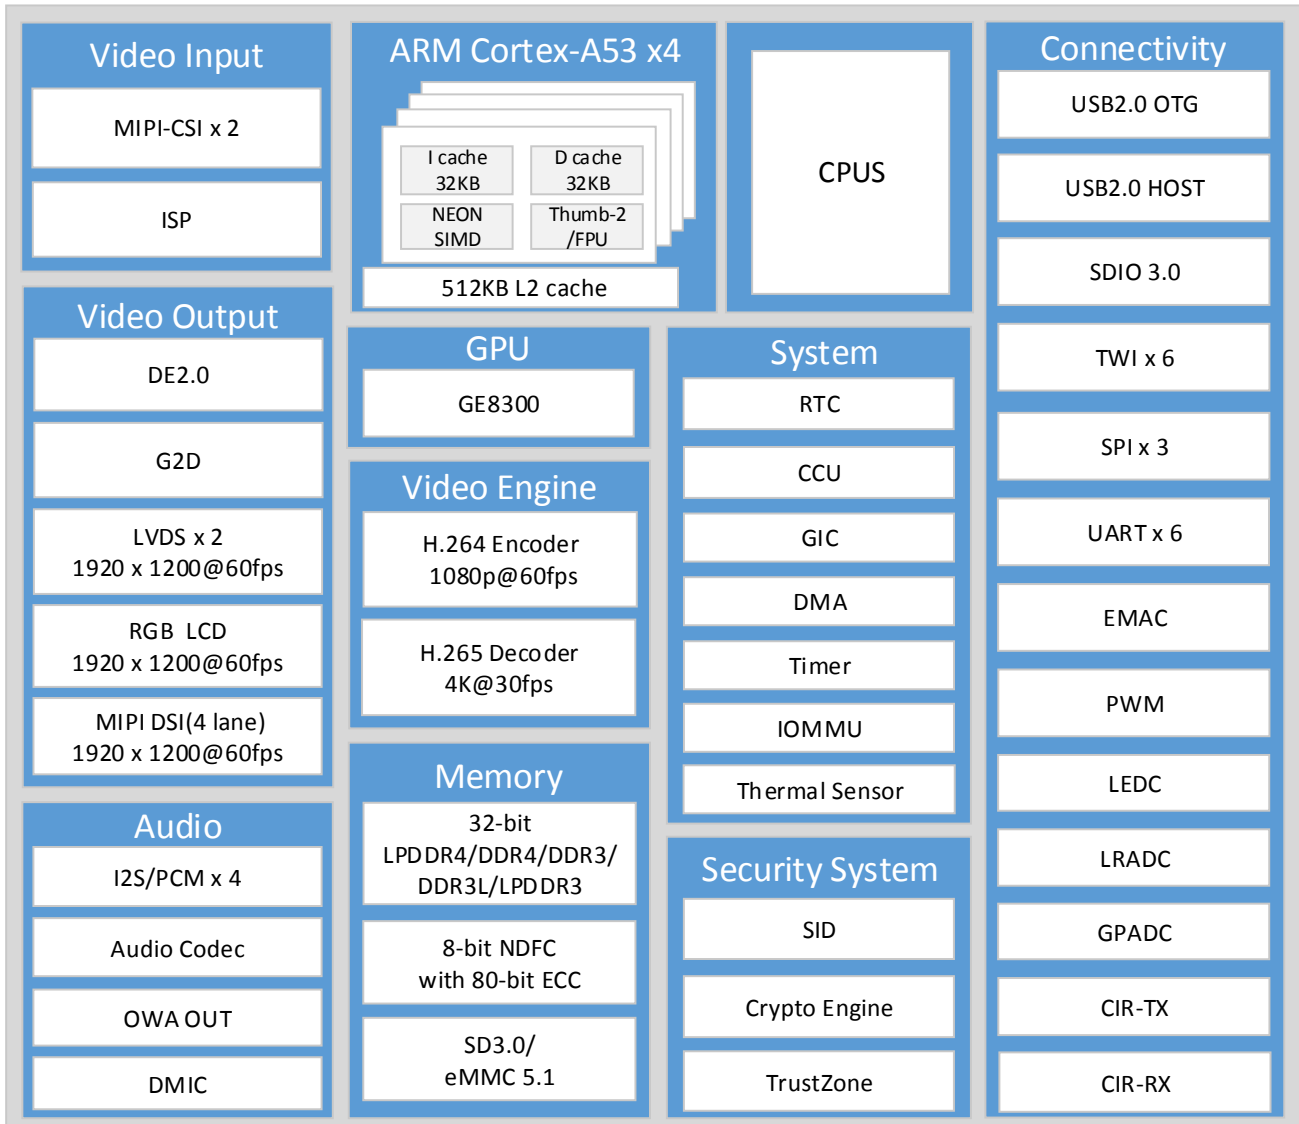 Video Input
MIPI-CSI x 2
ISP
Video Output
DE2.0
G2D
LVDS x 2
1920 x 1200@60fps
RGB LCD
1920 x 1200@60fps
MIPI DSI(4 lane)
1920 x 1200@60fps
Audio
I2S/PCM x 4
Audio Codec
OWA OUT
DMIC
ARM Cortex-A53 x4
I cache
32KB
D cache
32KB
NEON
SIMD
Thumb-2
/FPU
512KB L2 cache
CPUS
GPU
GE8300
Video Engine
H.264 Encoder
1080p@60fps
H.265 Decoder
4K@30fps
Memory
32-bit
LPDDR4/DDR4/DDR3/
DDR3L/LPDDR3
8-bit NDFC
with 80-bit ECC
SD3.0/
eMMC 5.1
System
RTC
CCU
GIC
DMA
Timer
IOMMU
Thermal Sensor
Security System
SID
Crypto Engine
TrustZone
Connectivity
USB2.0 OTG
USB2.0 HOST
SDIO 3.0
TWI x 6
SPI x 3
UART x 6
EMAC
PWM
LEDC
LRADC
GPADC
CIR-TX
CIR-RX